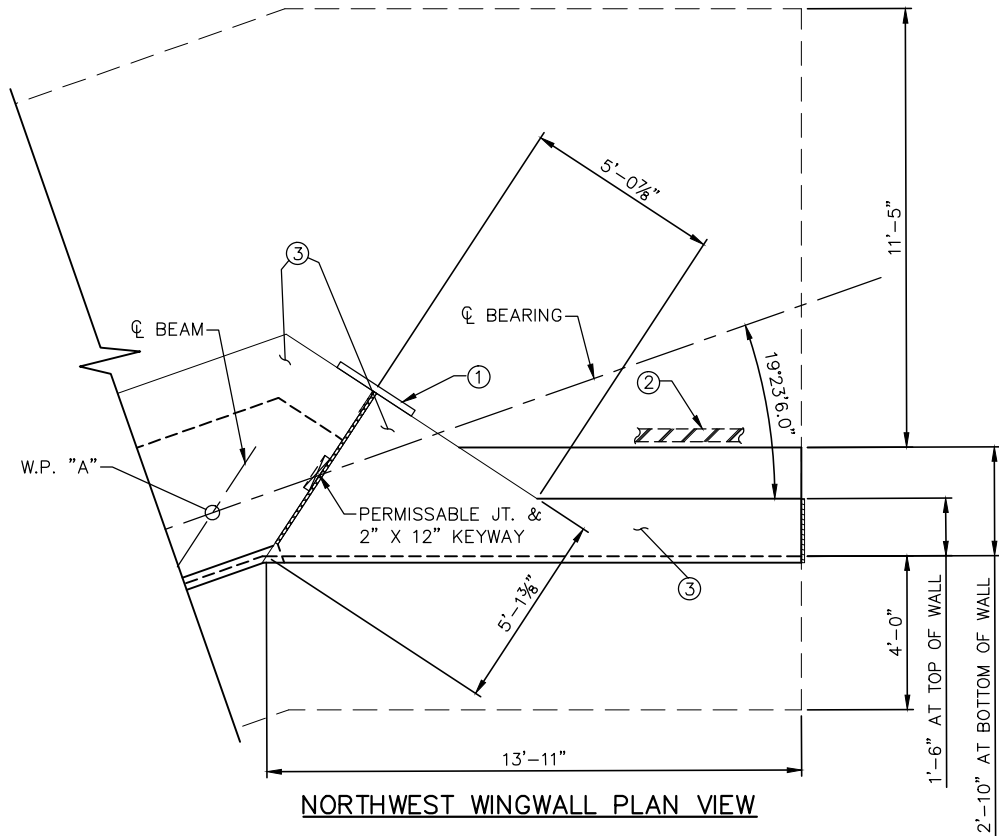 5'-0⅞"
11'-5"
③
℄ BEAM
℄ BEARING
①
②
19°23'6.0"
W.P. "A"
PERMISSABLE JT. &
2" X 12" KEYWAY
③
5'-1⅜"
4'-0"
1'-6" AT TOP OF WALL
2'-10" AT BOTTOM OF WALL
13'-11"
NORTHWEST WINGWALL PLAN VIEW